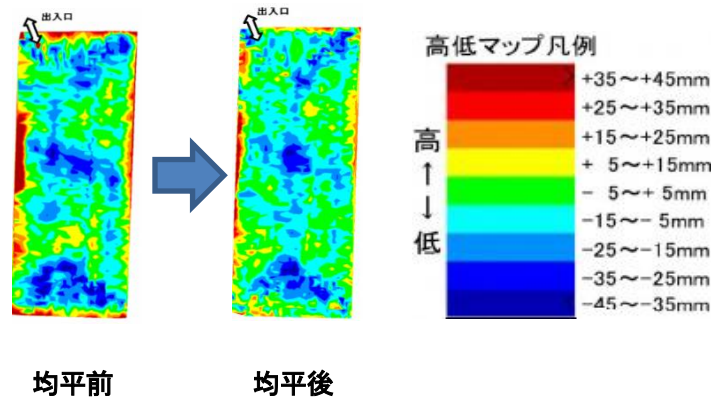 出入口
出入口
高低マップ凡例
高
↑
↓
低
+35～+45mm
+25～+35mm
+15～+25mm
+ 5～+15mm
- 5～+ 5mm
-15～- 5mm
-25～-15mm
-35～-25mm
-45～-35mm
均平前
均平後